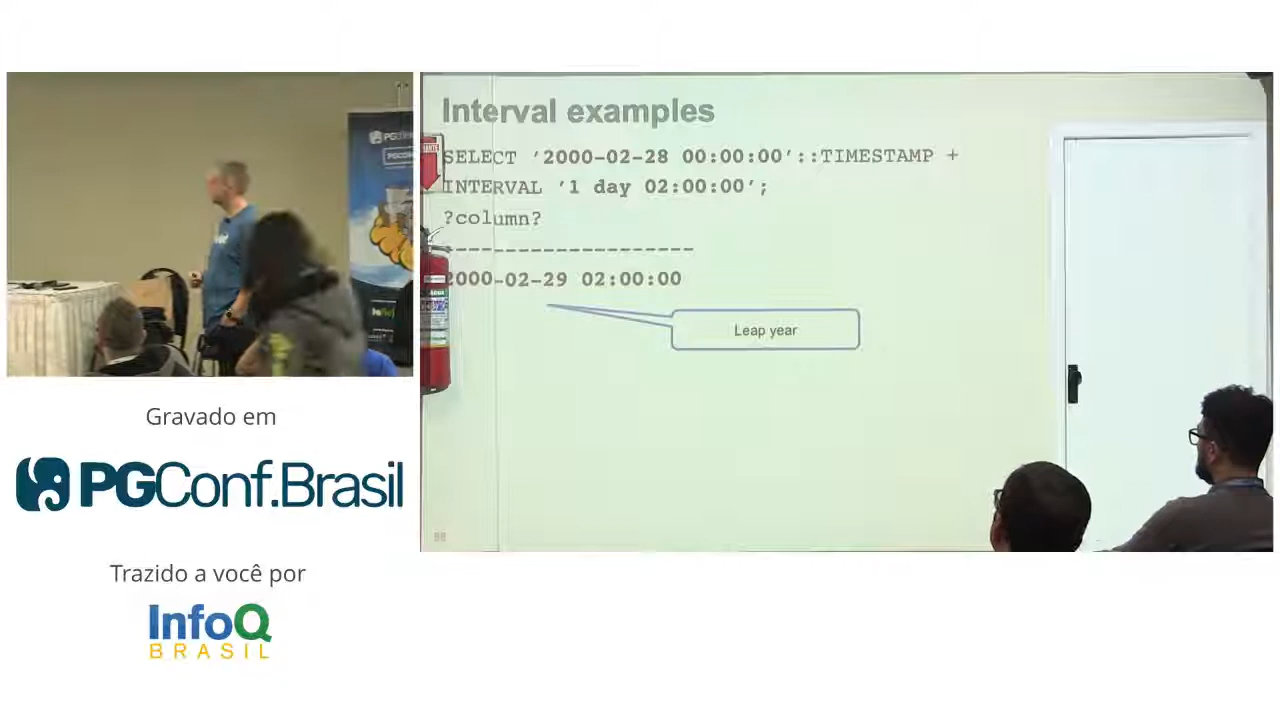 Interval examples
SELECT '2000-02-28 00:00:00'::TIMESTAMP +
INTERVAL '1 day 02:00:00';
?column?
---------------------
2000-02-29 02:00:00
Leap year
Gravado em
PGConf.Brasil
Trazido a você por
InfoQ
BRASIL